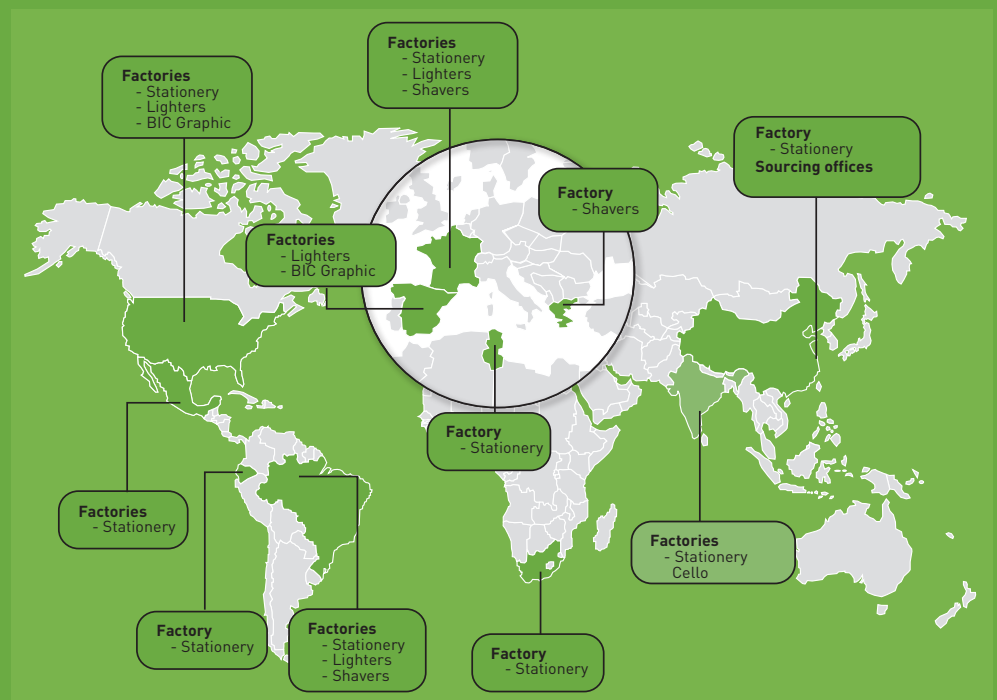 Factories
- Stationery
- Lighters
- Shavers
Factories
- Stationery
- Lighters
- BIC Graphic
Factory
- Stationery
Sourcing offices
Factory
- Shavers
Factories
- Lighters
- BIC Graphic
Factory
- Stationery
Factories
- Stationery
Factories
- Stationery
Cello
Factory
- Stationery
Factories
- Stationery
- Lighters
- Shavers
Factory
- Stationery